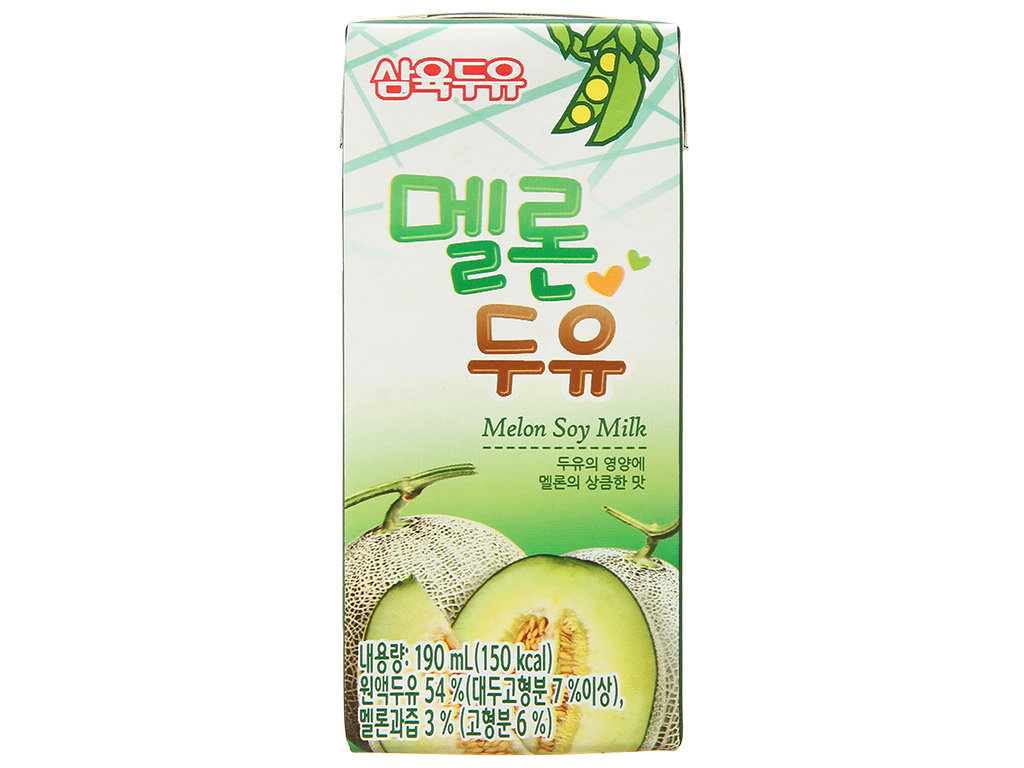 삼육두유
멜론
두유
Melon Soy Milk
두유의 영양에
멜론의 상큼한 맛
내용량: 190 mL(150 kcal)
원액두유 54 %(대두고형분 7 %이상),
멜론과즙 3 % (고형분 6 %)